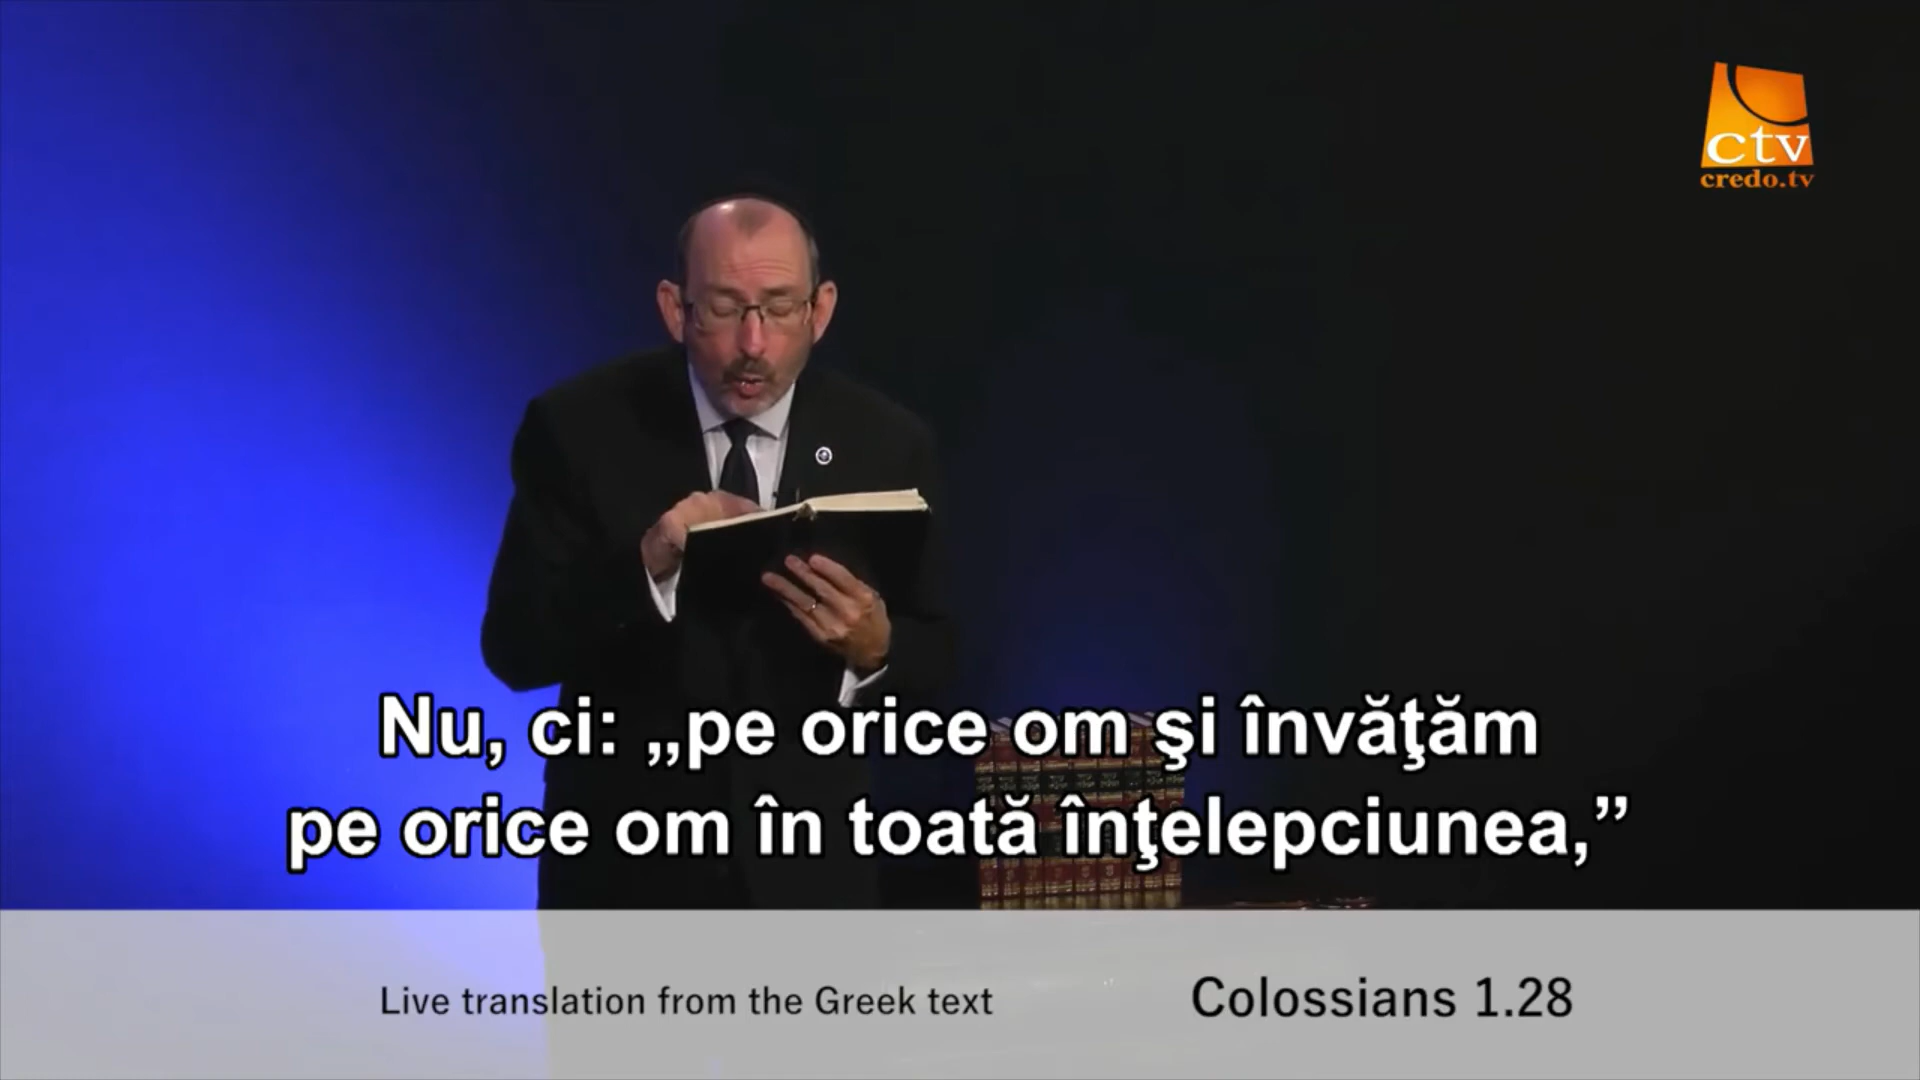 ctv
credo.tv
Nu, ci: „pe orice om şi învăţăm
pe orice om în toată înţelepciunea,”
Live translation from the Greek text
Colossians 1.28